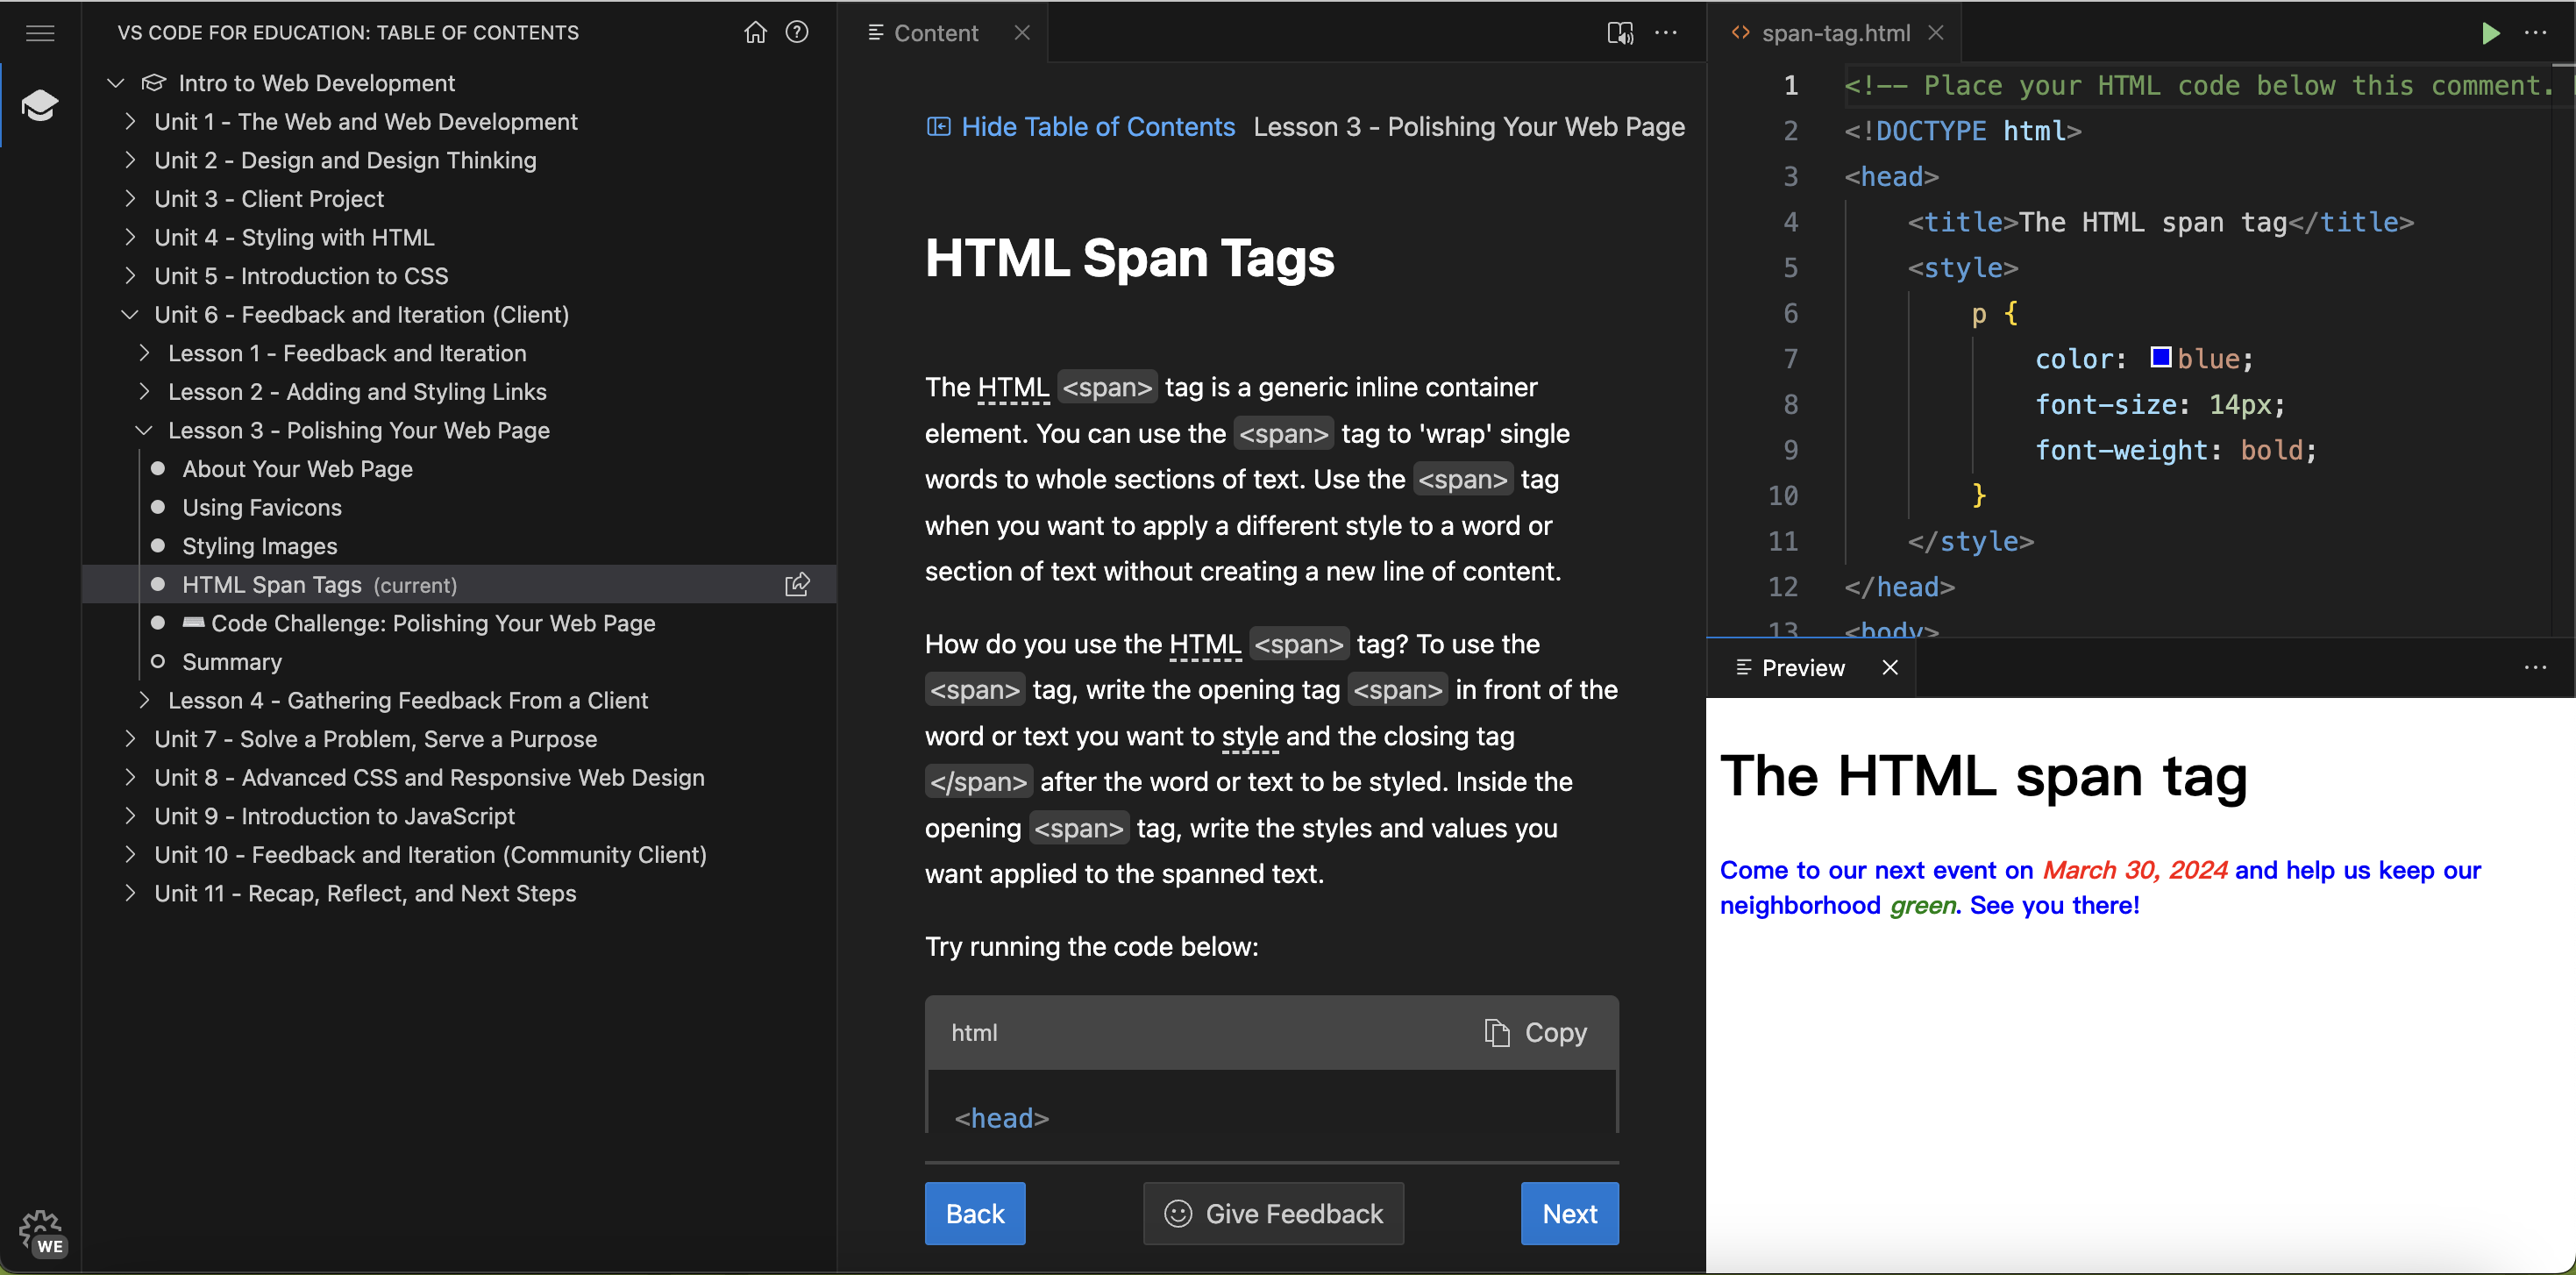 VS CODE FOR EDUCATION: TABLE OF CONTENTS
Intro to Web Development
Unit 1 - The Web and Web Development
Unit 2 - Design and Design Thinking
Unit 3 - Client Project
Unit 4 - Styling with HTML
Unit 5 - Introduction to CSS
Unit 6 - Feedback and Iteration (Client)
Lesson 1 - Feedback and Iteration
Lesson 2 - Adding and Styling Links
Lesson 3 - Polishing Your Web Page
About Your Web Page
Using Favicons
Styling Images
HTML Span Tags (current)
Code Challenge: Polishing Your Web Page
Summary
Lesson 4 - Gathering Feedback From a Client
Unit 7 - Solve a Problem, Serve a Purpose
Unit 8 - Advanced CSS and Responsive Web Design
Unit 9 - Introduction to JavaScript
Unit 10 - Feedback and Iteration (Community Client)
Unit 11 - Recap, Reflect, and Next Steps
WE
Content
Hide Table of Contents Lesson 3 - Polishing Your Web Page
HTML Span Tags
The HTML <span> tag is a generic inline container
element. You can use the <span> tag to 'wrap' single
words to whole sections of text. Use the <span> tag
when you want to apply a different style to a word or
section of text without creating a new line of content.
How do you use the HTML <span> tag? To use the
<span> tag, write the opening tag <span> in front of the
word or text you want to style and the closing tag
</span> after the word or text to be styled. Inside the
opening <span> tag, write the styles and values you
want applied to the spanned text.
Try running the code below:
html Copy
<head>
Back Give Feedback Next
span-tag.html
1 <!-- Place your HTML code below this comment.
2 <!DOCTYPE html>
3 <head>
4 <title>The HTML span tag</title>
5 <style>
6 p {
7 color: blue;
8 font-size: 14px;
9 font-weight: bold;
10 }
11 </style>
12 </head>
13 <body>
Preview
The HTML span tag
Come to our next event on March 30, 2024 and help us keep our
neighborhood green. See you there!